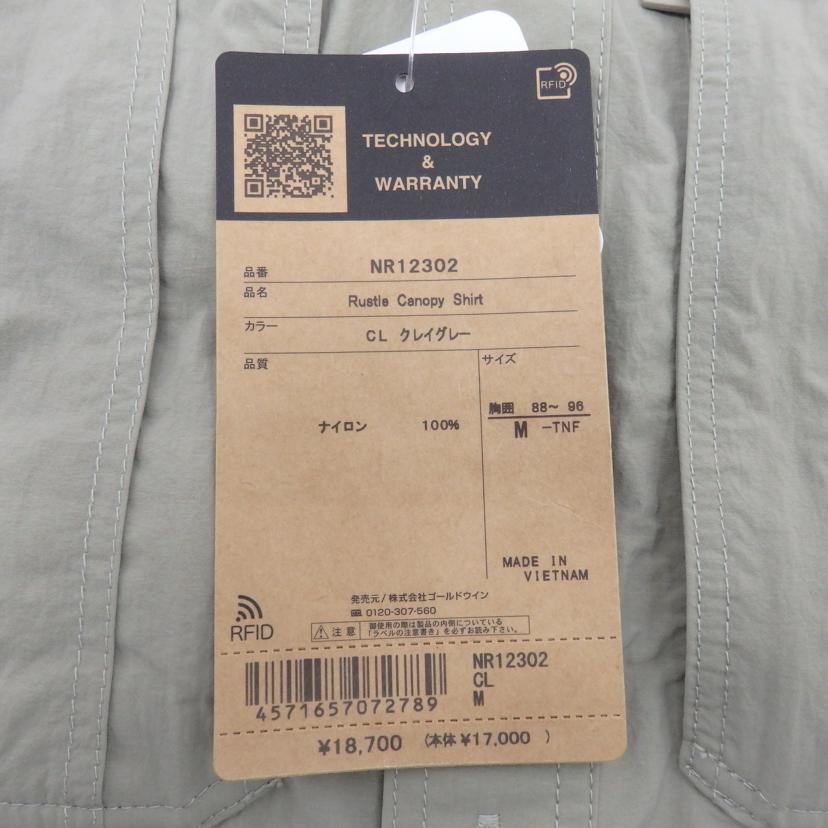 RFID
TECHNOLOGY
&
WARRANTY
品番 NR12302
品名 Rustle Canopy Shirt
カラー CL クレイグレー
品質
ナイロン 100%
サイズ
胸囲 88～ 96
M -TNF
MADE IN
VIETNAM
発売元/株式会社ゴールドウイン
0120-307-560
RFID
注意 御使用の際は製品の内側についている
「ラベルの注意書き」を必ずお読み下さい。
NR12302
CL
M
4571657072789
¥18,700 (本体¥17,000 )